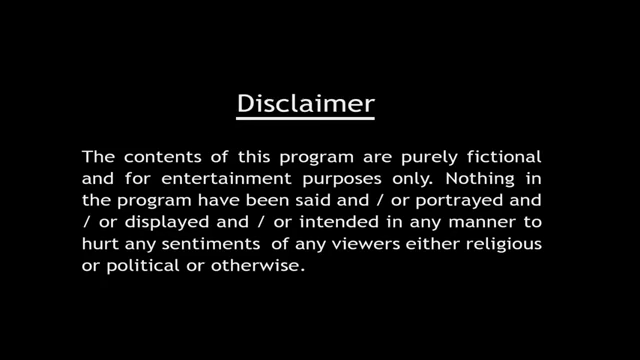 Disclaimer
The contents of this program are purely fictional
and for entertainment purposes only. Nothing in
the program have been said and / or portrayed and
/ or displayed and / or intended in any manner to
hurt any sentiments of any viewers either religious
or political or otherwise.